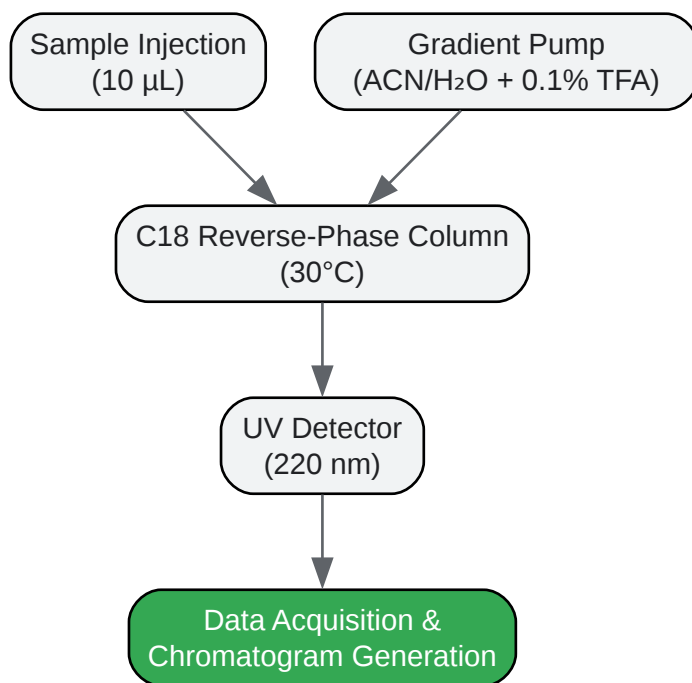 Sample Injection
(10 µL)
Gradient Pump
(ACN/H₂O + 0.1% TFA)
C18 Reverse-Phase Column
(30°C)
UV Detector
(220 nm)
Data Acquisition &
Chromatogram Generation